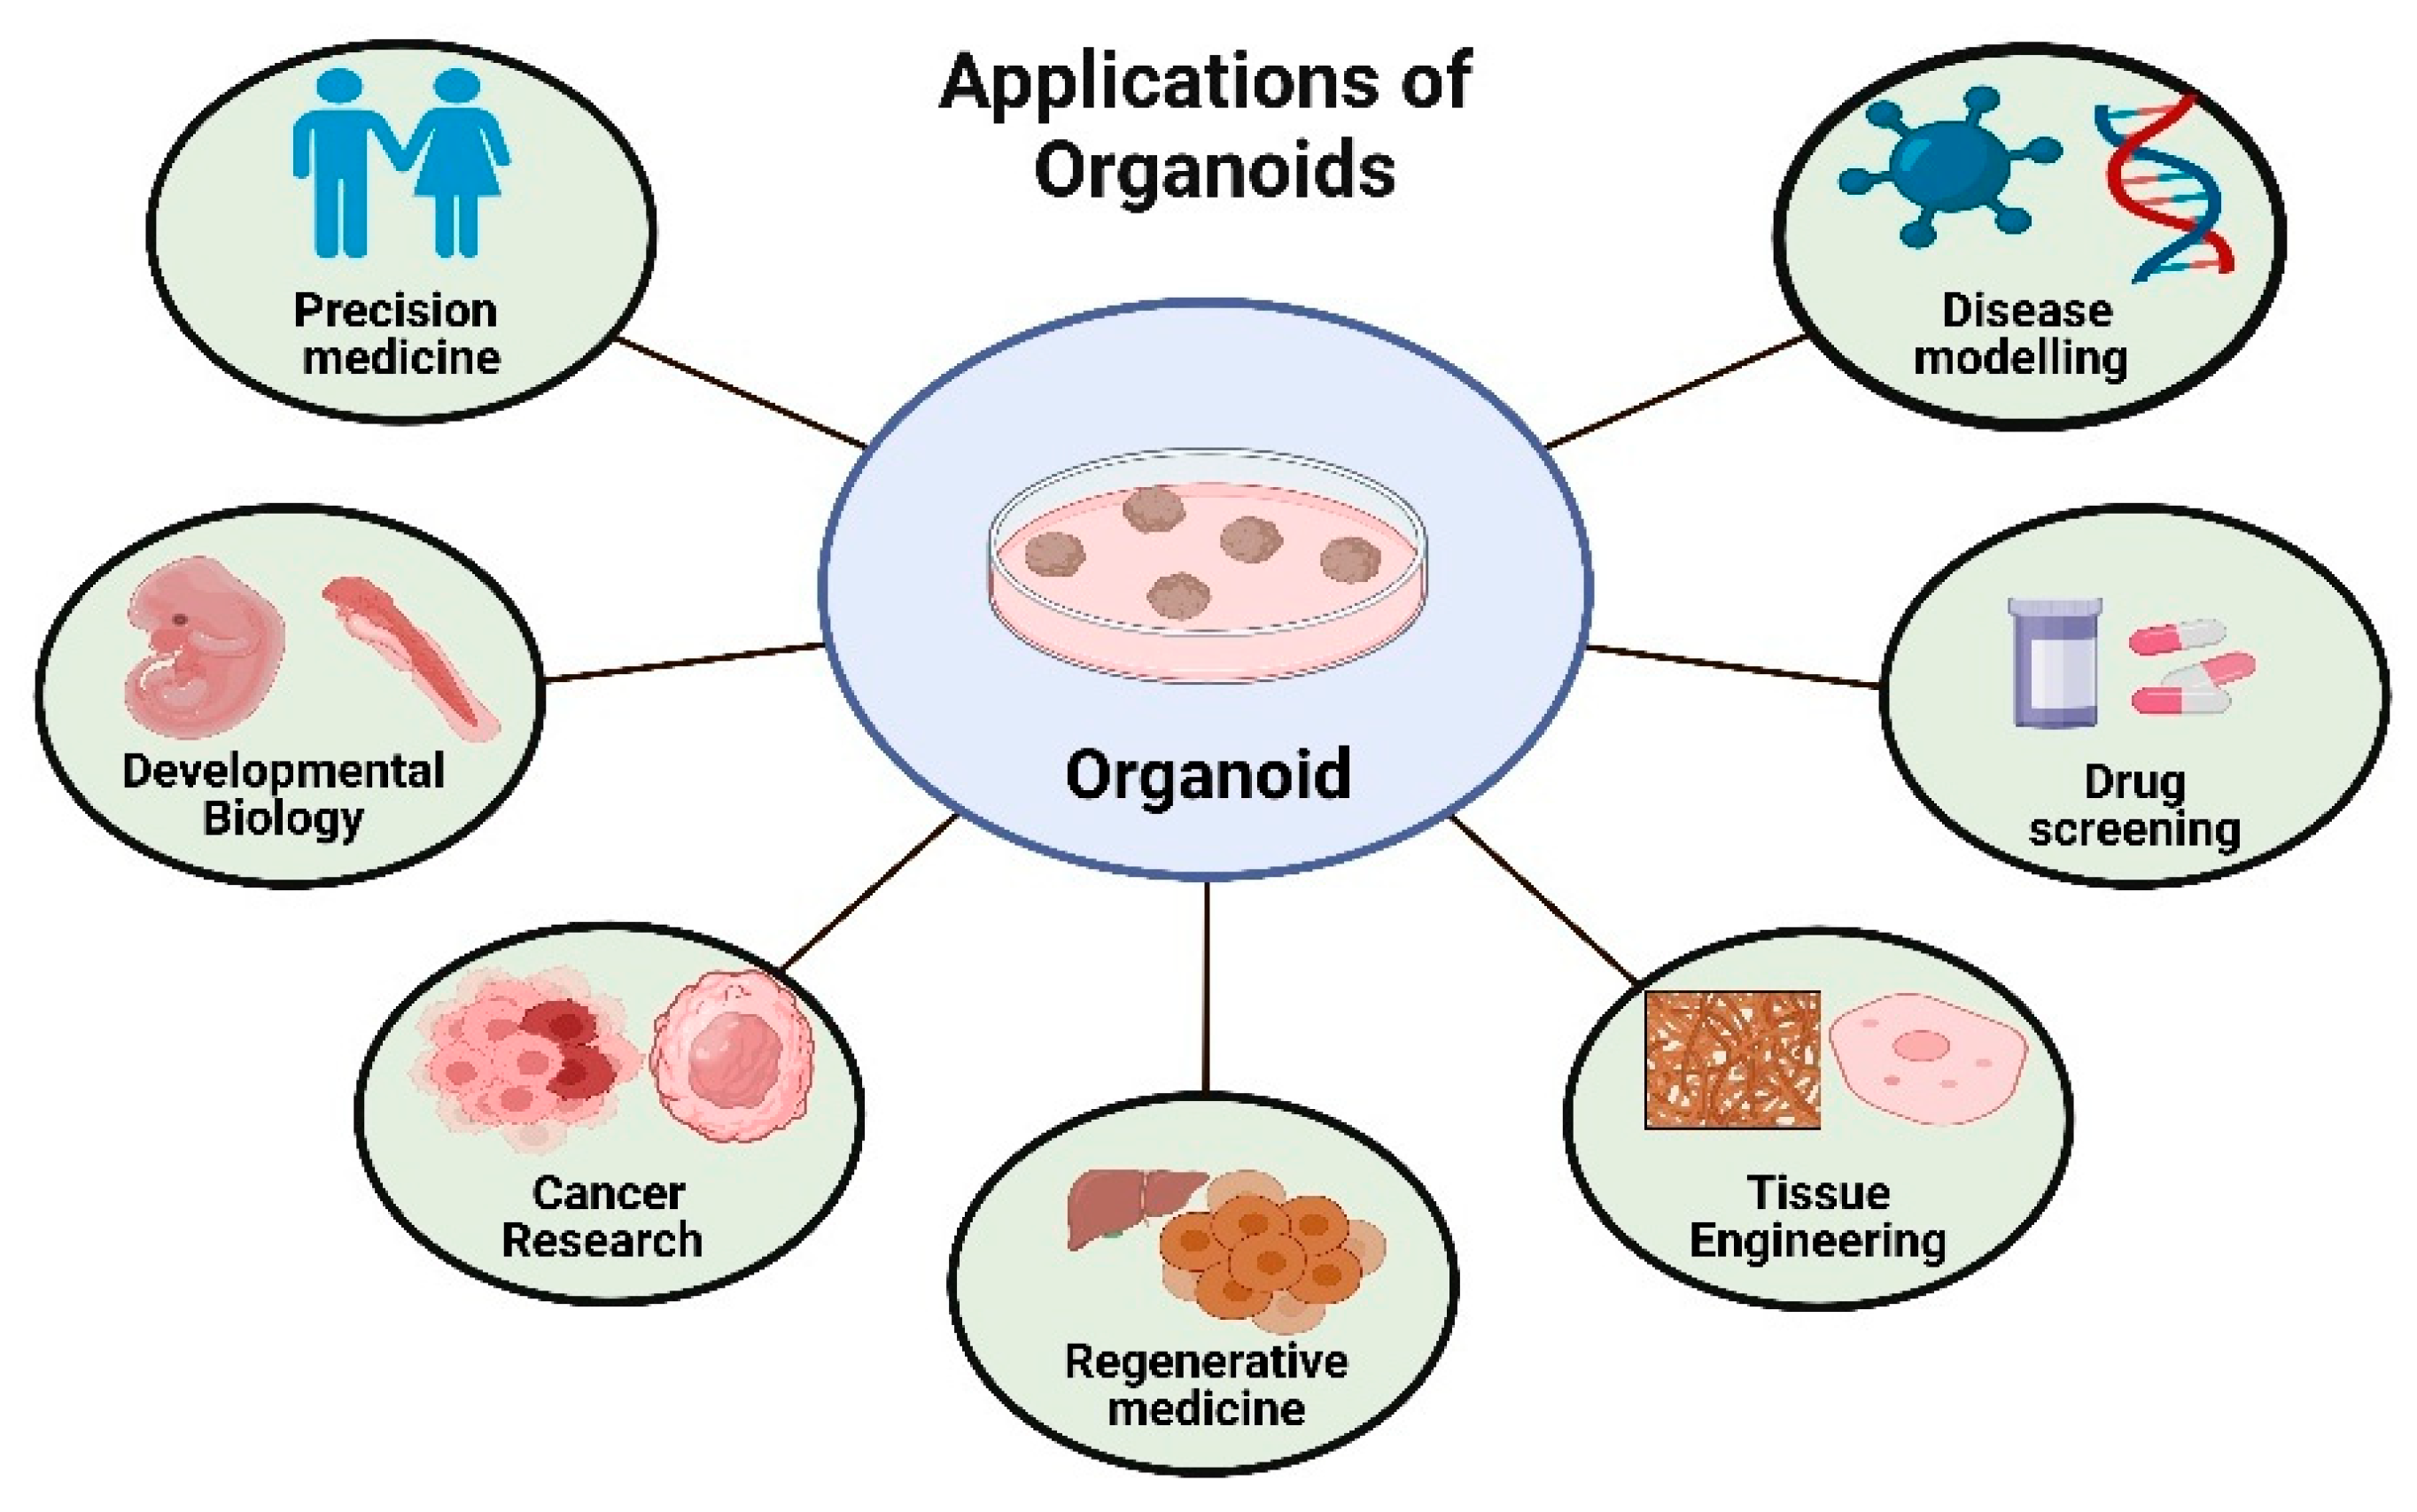 Applications of
Organoids
Precision
medicine
Disease
modelling
Developmental
Biology
Organoid
Drug
screening
Cancer
Research
Regenerative
medicine
Tissue
Engineering